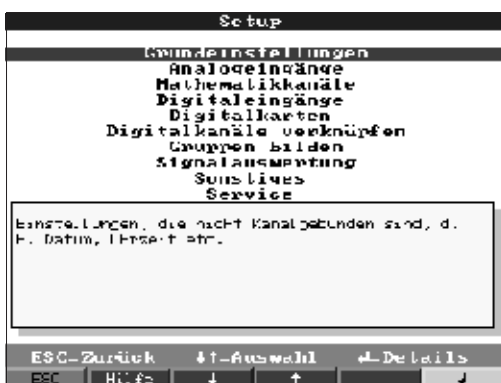 Setup
Grundeinstellungen
Analogeingänge
Mathematikkanäle
Digitaleingänge
Digitalkarten
Digitalkanäle verknüpfen
Gruppen bilden
Signalauswertung
Sonstiges
Service
Einstellungen, die nicht Kanalgebunden sind, d.
h. Datum, Uhrzeit etc.
ESC=Zurück ↓↑=Auswahl ↵=Details
ESC Hilfe ↓ ↑ ↵